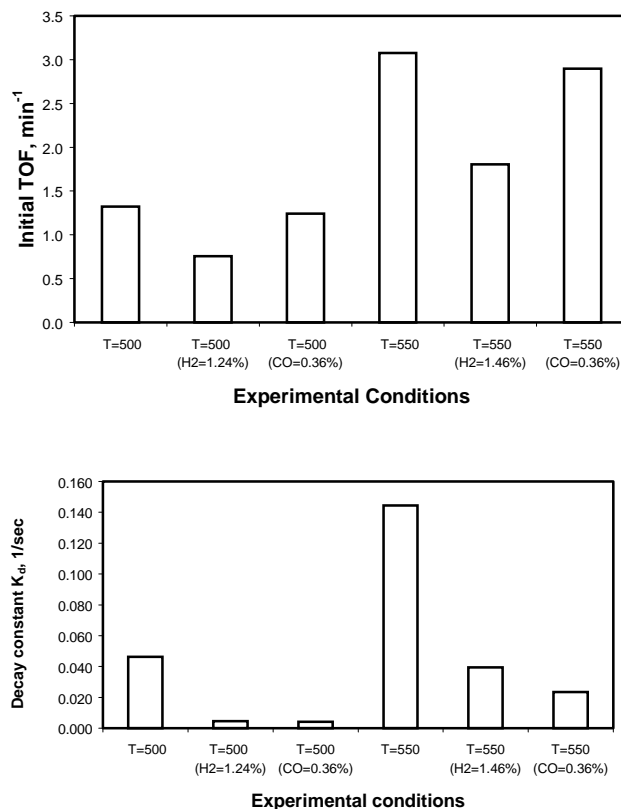 3.5
3.0
2.5
2.0
1.5
1.0
0.5
0.0
Initial TOF, min⁻¹
T=500
T=500
(H2=1.24%)
T=500
(CO=0.36%)
T=550
T=550
(H2=1.46%)
T=550
(CO=0.36%)
Experimental Conditions
0.160
0.140
0.120
0.100
0.080
0.060
0.040
0.020
0.000
Decay constant K_d, 1/sec
T=500
T=500
(H2=1.24%)
T=500
(CO=0.36%)
T=550
T=550
(H2=1.46%)
T=550
(CO=0.36%)
Experimental conditions